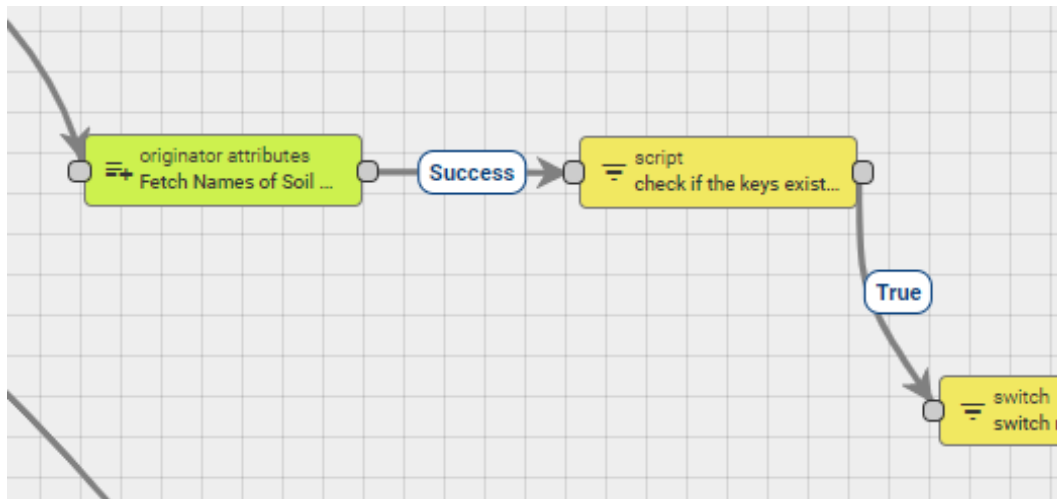 originator attributes
Fetch Names of Soil ...
Success
script
check if the keys exist...
True
switch
switch